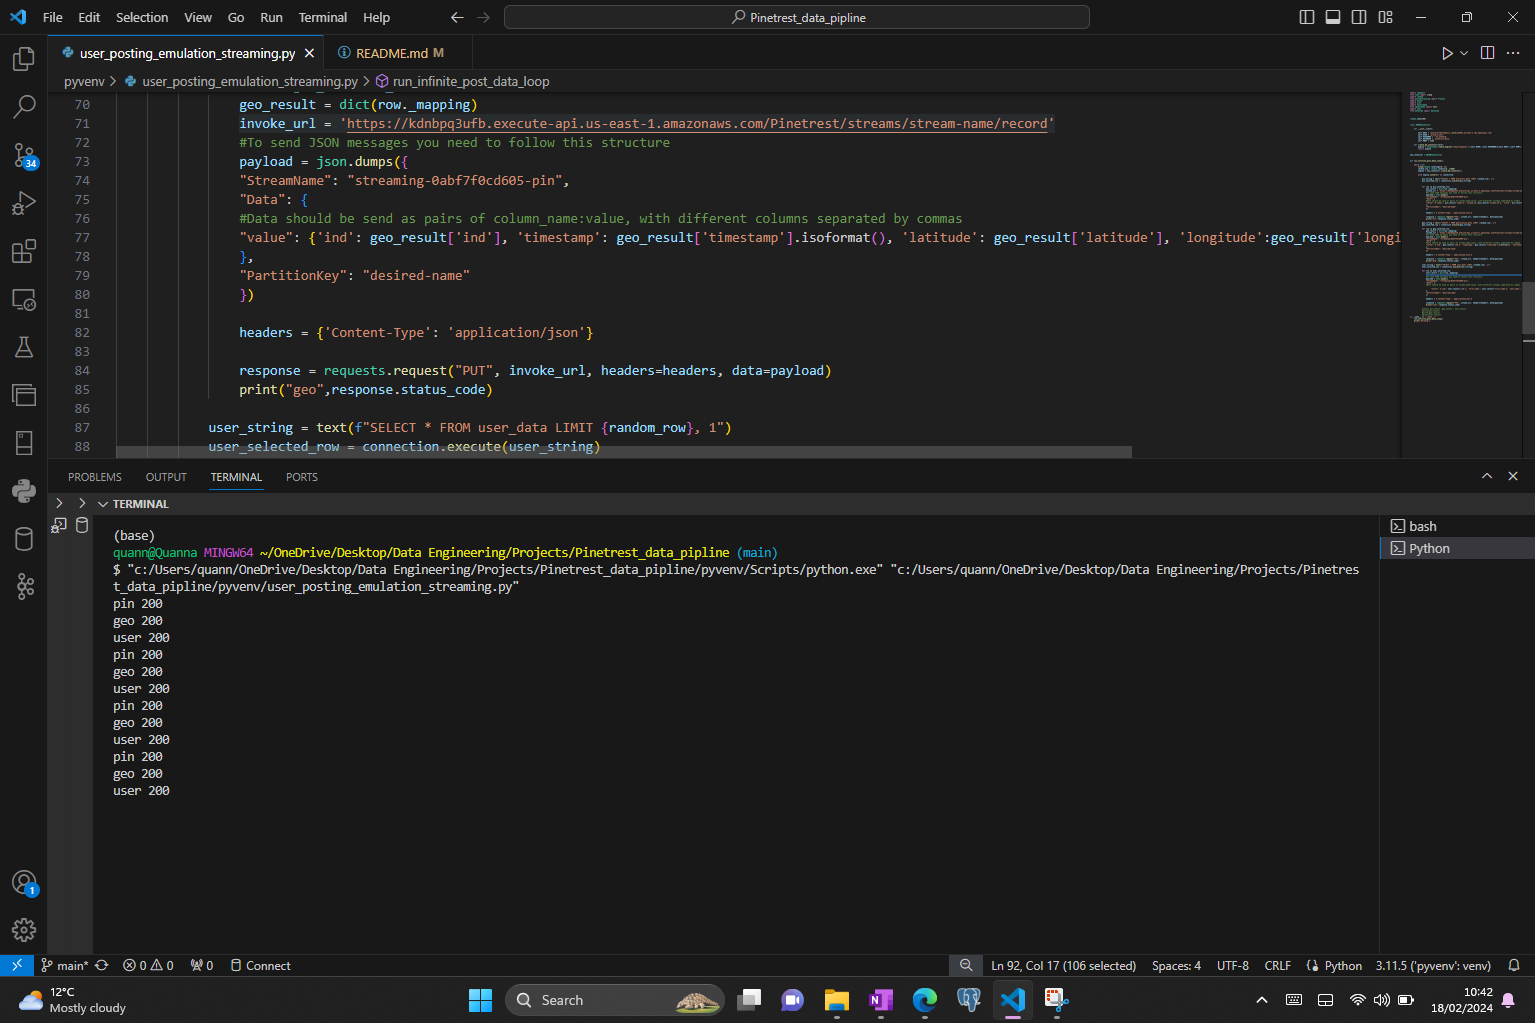 File Edit Selection View Go Run Terminal Help
Pinetrest_data_pipline
user_posting_emulation_streaming.py
README.md M
pyvenv > user_posting_emulation_streaming.py > run_infinite_post_data_loop
70 geo_result = dict(row._mapping)
71 invoke_url = 'https://kdnbpq3ufb.execute-api.us-east-1.amazonaws.com/Pinetrest/streams/stream-name/record'
72 #To send JSON messages you need to follow this structure
73 payload = json.dumps({
74 "StreamName": "streaming-0abf7f0cd605-pin",
75 "Data": {
76 #Data should be send as pairs of column_name:value, with different columns separated by commas
77 "value": {'ind': geo_result['ind'], 'timestamp': geo_result['timestamp'].isoformat(), 'latitude': geo_result['latitude'], 'longitude':geo_result['longi
78 },
79 "PartitionKey": "desired-name"
80 })
81
82 headers = {'Content-Type': 'application/json'}
83
84 response = requests.request("PUT", invoke_url, headers=headers, data=payload)
85 print("geo",response.status_code)
86
87 user_string = text(f"SELECT * FROM user_data LIMIT {random_row}, 1")
88 user_selected_row = connection.execute(user_string)
PROBLEMS OUTPUT TERMINAL PORTS
TERMINAL
(base)
quann@Quanna MINGW64 ~/OneDrive/Desktop/Data Engineering/Projects/Pinetrest_data_pipline (main)
$ "c:/Users/quann/OneDrive/Desktop/Data Engineering/Projects/Pinetrest_data_pipline/pyvenv/Scripts/python.exe" "c:/Users/quann/OneDrive/Desktop/Data Engineering/Projects/Pinetres
t_data_pipline/pyvenv/user_posting_emulation_streaming.py"
pin 200
geo 200
user 200
pin 200
geo 200
user 200
pin 200
geo 200
user 200
pin 200
geo 200
user 200
bash
Python
34
1
main* 0 0 0 Connect
Ln 92, Col 17 (106 selected) Spaces: 4 UTF-8 CRLF Python 3.11.5 ('pyvenv': venv)
12°C
Mostly cloudy
Search
10:42
18/02/2024